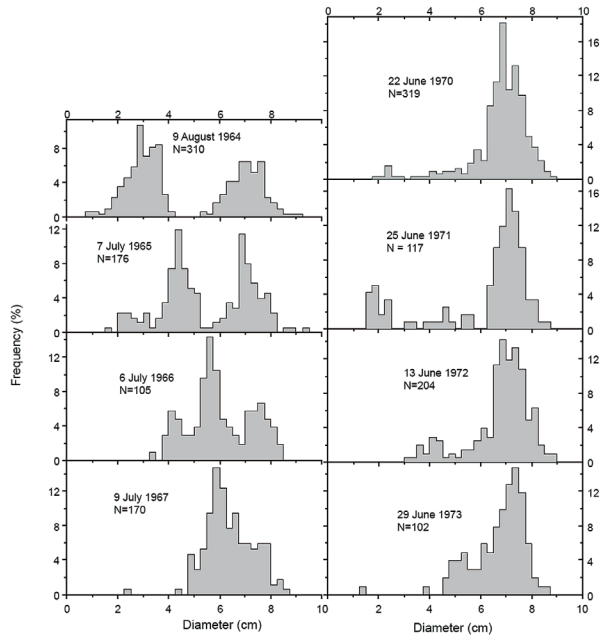 0 2 4 6 8
9 August 1964
N=310
8
4
0
7 July 1965
N=176
12
8
4
0
6 July 1966
N=105
12
8
4
0
9 July 1967
N=170
12
8
4
0
0 2 4 6 8 10
Diameter (cm)
Frequency (%)
0 2 4 6 8 10
22 June 1970
N=319
16
12
8
4
0
25 June 1971
N = 117
16
12
8
4
0
13 June 1972
N=204
12
8
4
0
29 June 1973
N=102
12
8
4
0
2 4 6 8 10
Diameter (cm)